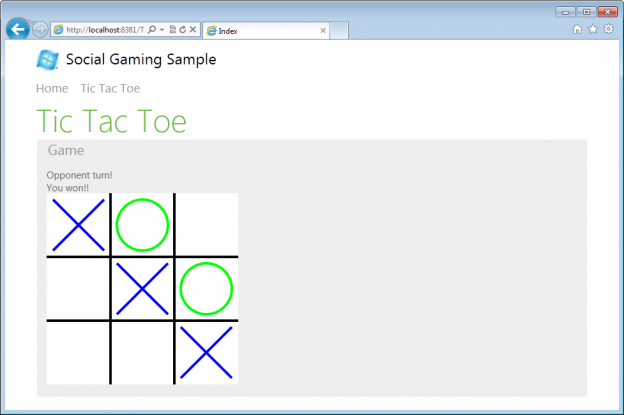 http://localhost:8381/T
Index
Social Gaming Sample
Home Tic Tac Toe
Tic Tac Toe
Game
Opponent turn!
You won!!